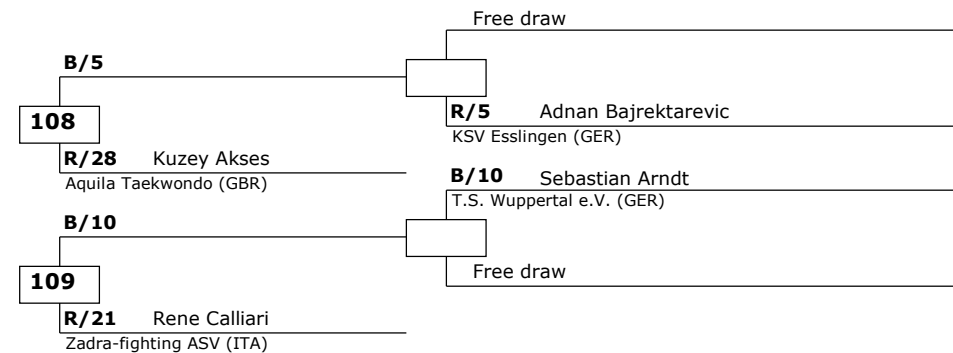 Free draw
B/5
R/5 Adnan Bajrektarevic
108
KSV Esslingen (GER)
R/28 Kuzey Akses
B/10 Sebastian Arndt
Aquila Taekwondo (GBR)
T.S. Wuppertal e.V. (GER)
B/10
Free draw
109
R/21 Rene Calliari
Zadra-fighting ASV (ITA)